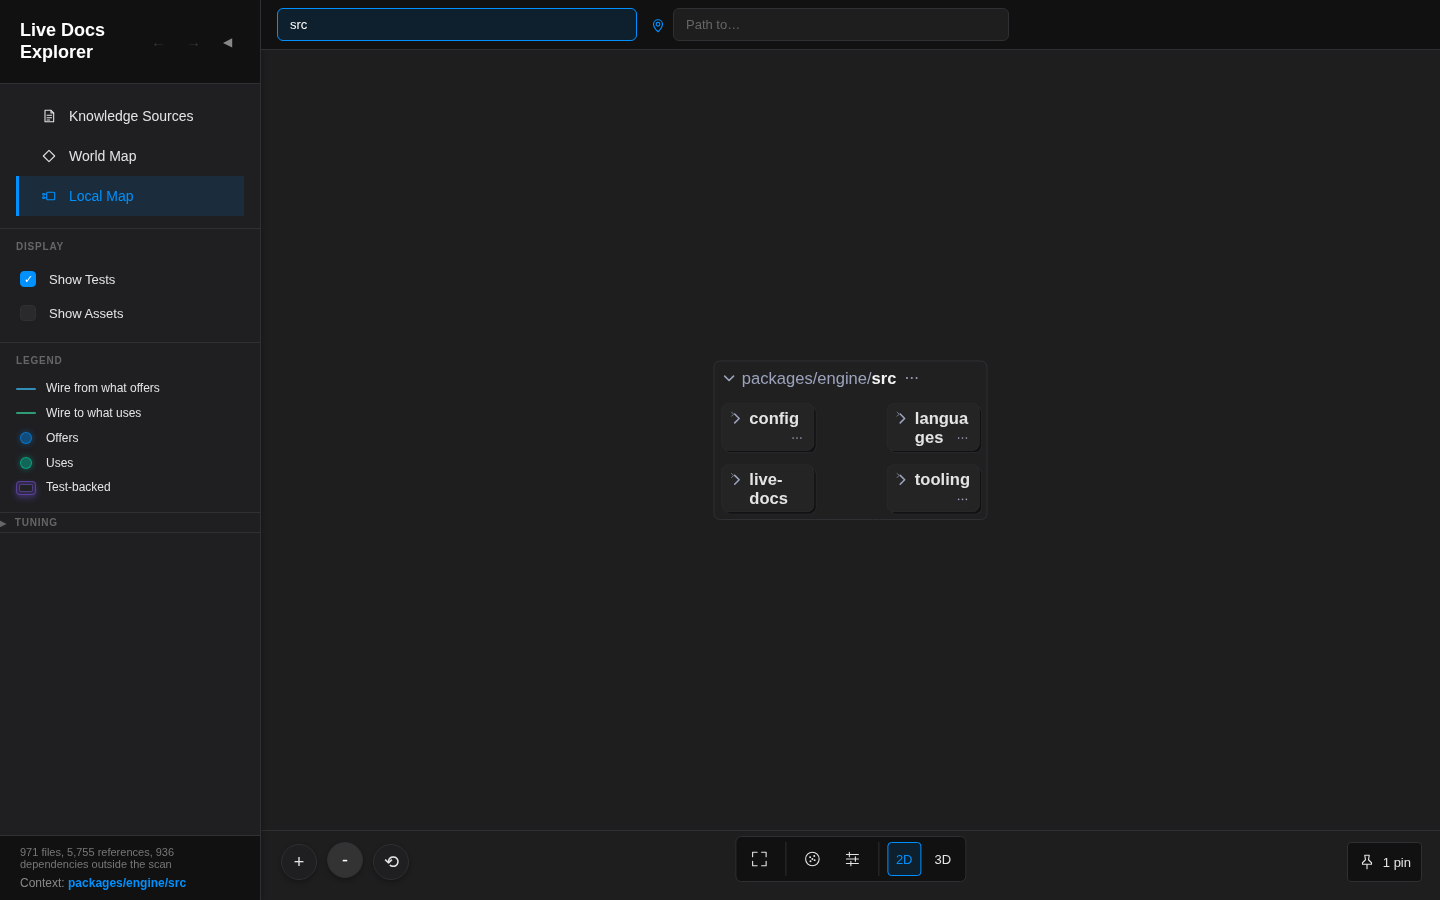 Live Docs
Explorer
← → ◀
src
Path to…
Knowledge Sources
World Map
Local Map
DISPLAY
✓ Show Tests
Show Assets
LEGEND
Wire from what offers
Wire to what uses
Offers
Uses
Test-backed
▶ TUNING
packages/engine/src ···
config
···
langua
ges ···
live-
docs
tooling
···
971 files, 5,755 references, 936
dependencies outside the scan
Context: packages/engine/src
+ - ⟲
2D 3D
1 pin